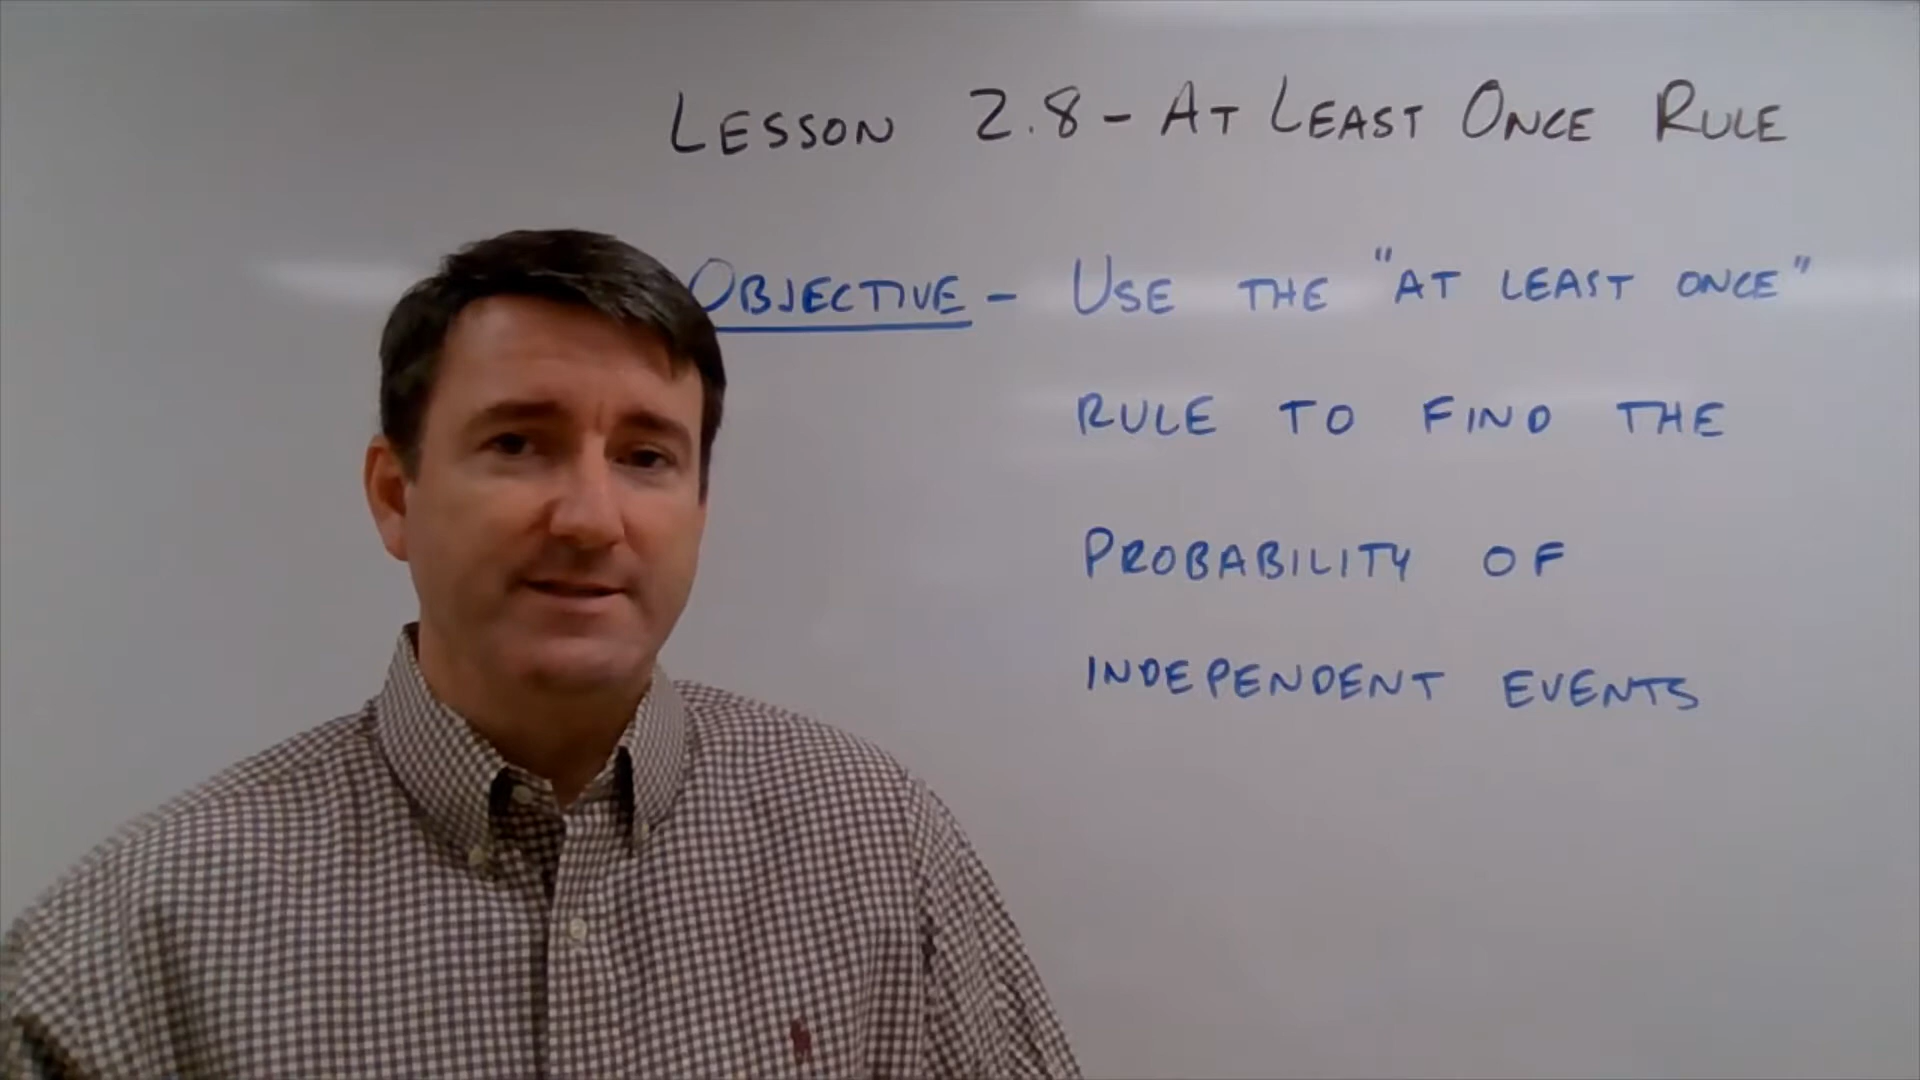 LESSON 2.8 - AT LEAST ONCE RULE
OBJECTIVE - USE THE "AT LEAST ONCE"
RULE TO FIND THE
PROBABILITY OF
INDEPENDENT EVENTS